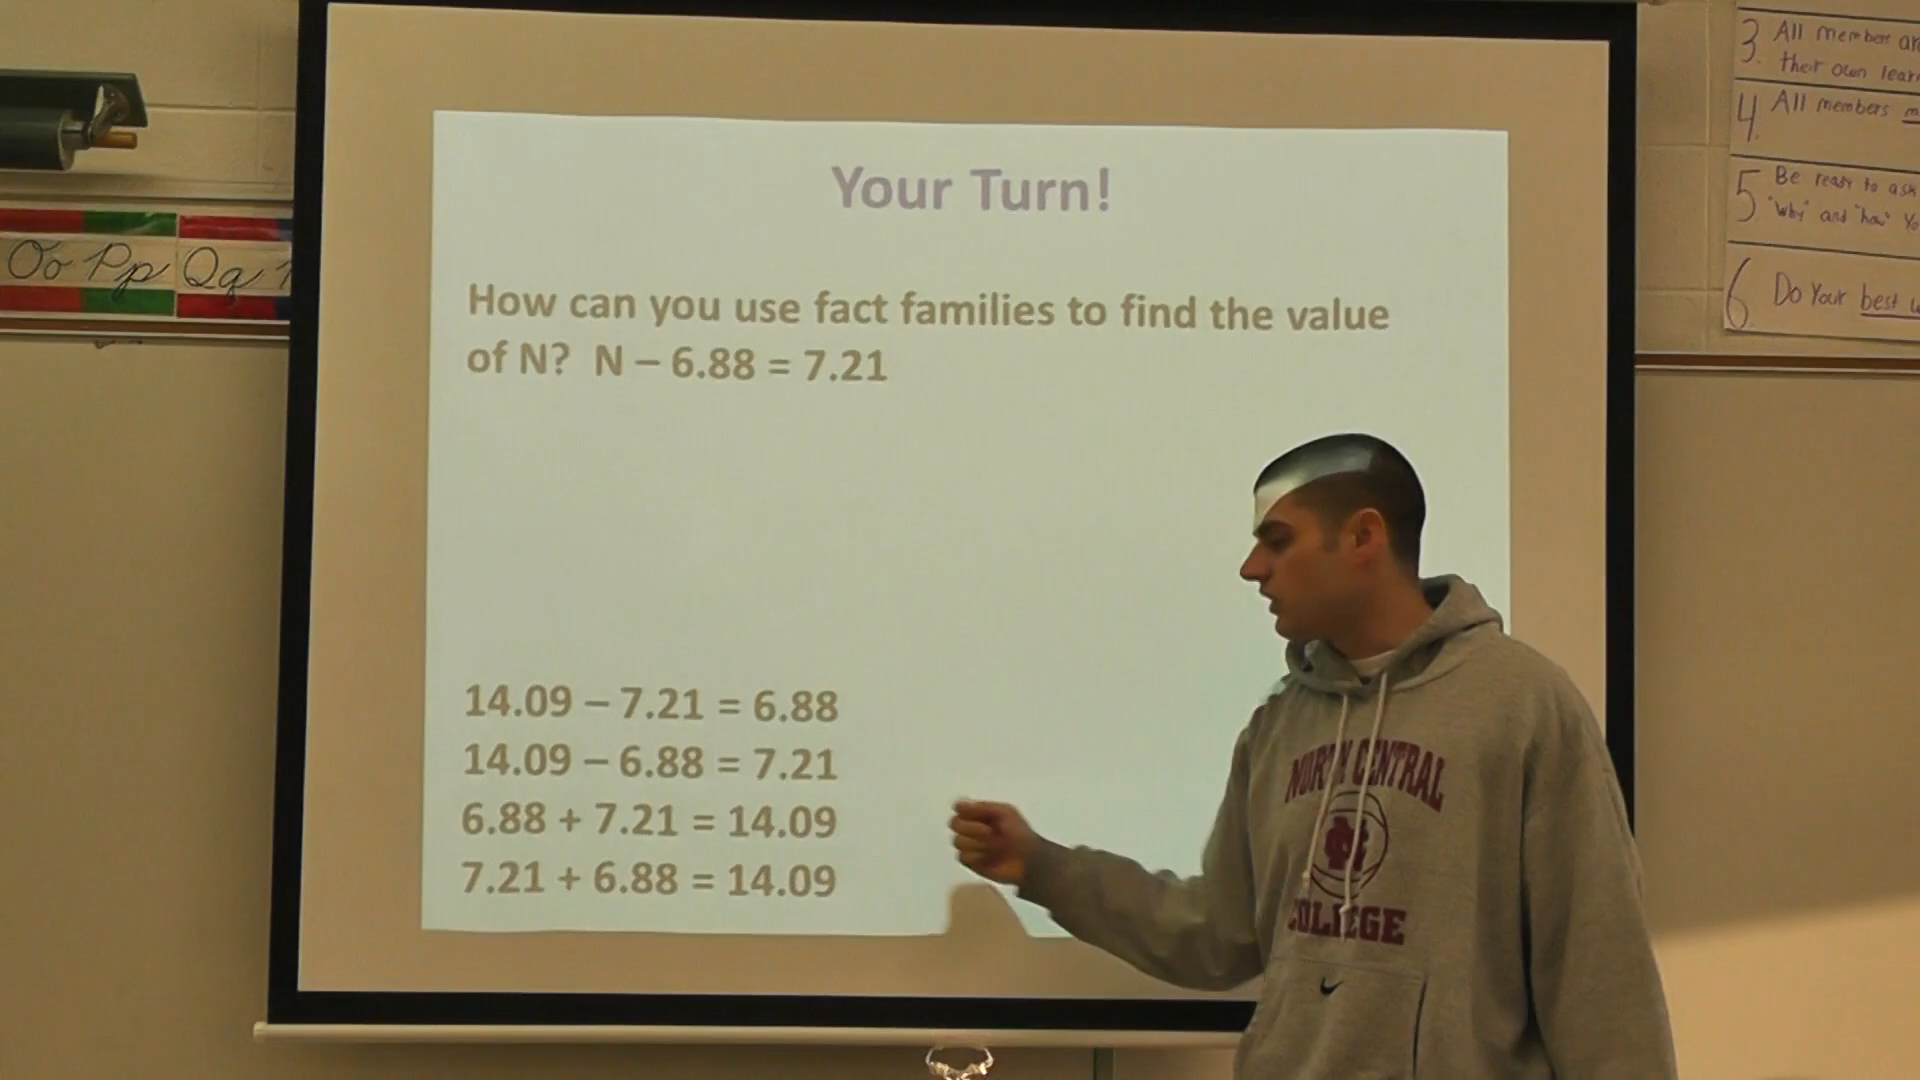 Your Turn!
How can you use fact families to find the value
of N? N – 6.88 = 7.21
14.09 – 7.21 = 6.88
14.09 – 6.88 = 7.21
6.88 + 7.21 = 14.09
7.21 + 6.88 = 14.09
Oo Pp Qq
3. All members
their own
4. All members
5. Be ready to ask
"Why" and "how"
6. Do Your best
NORTH CENTRAL
NC
COLLEGE